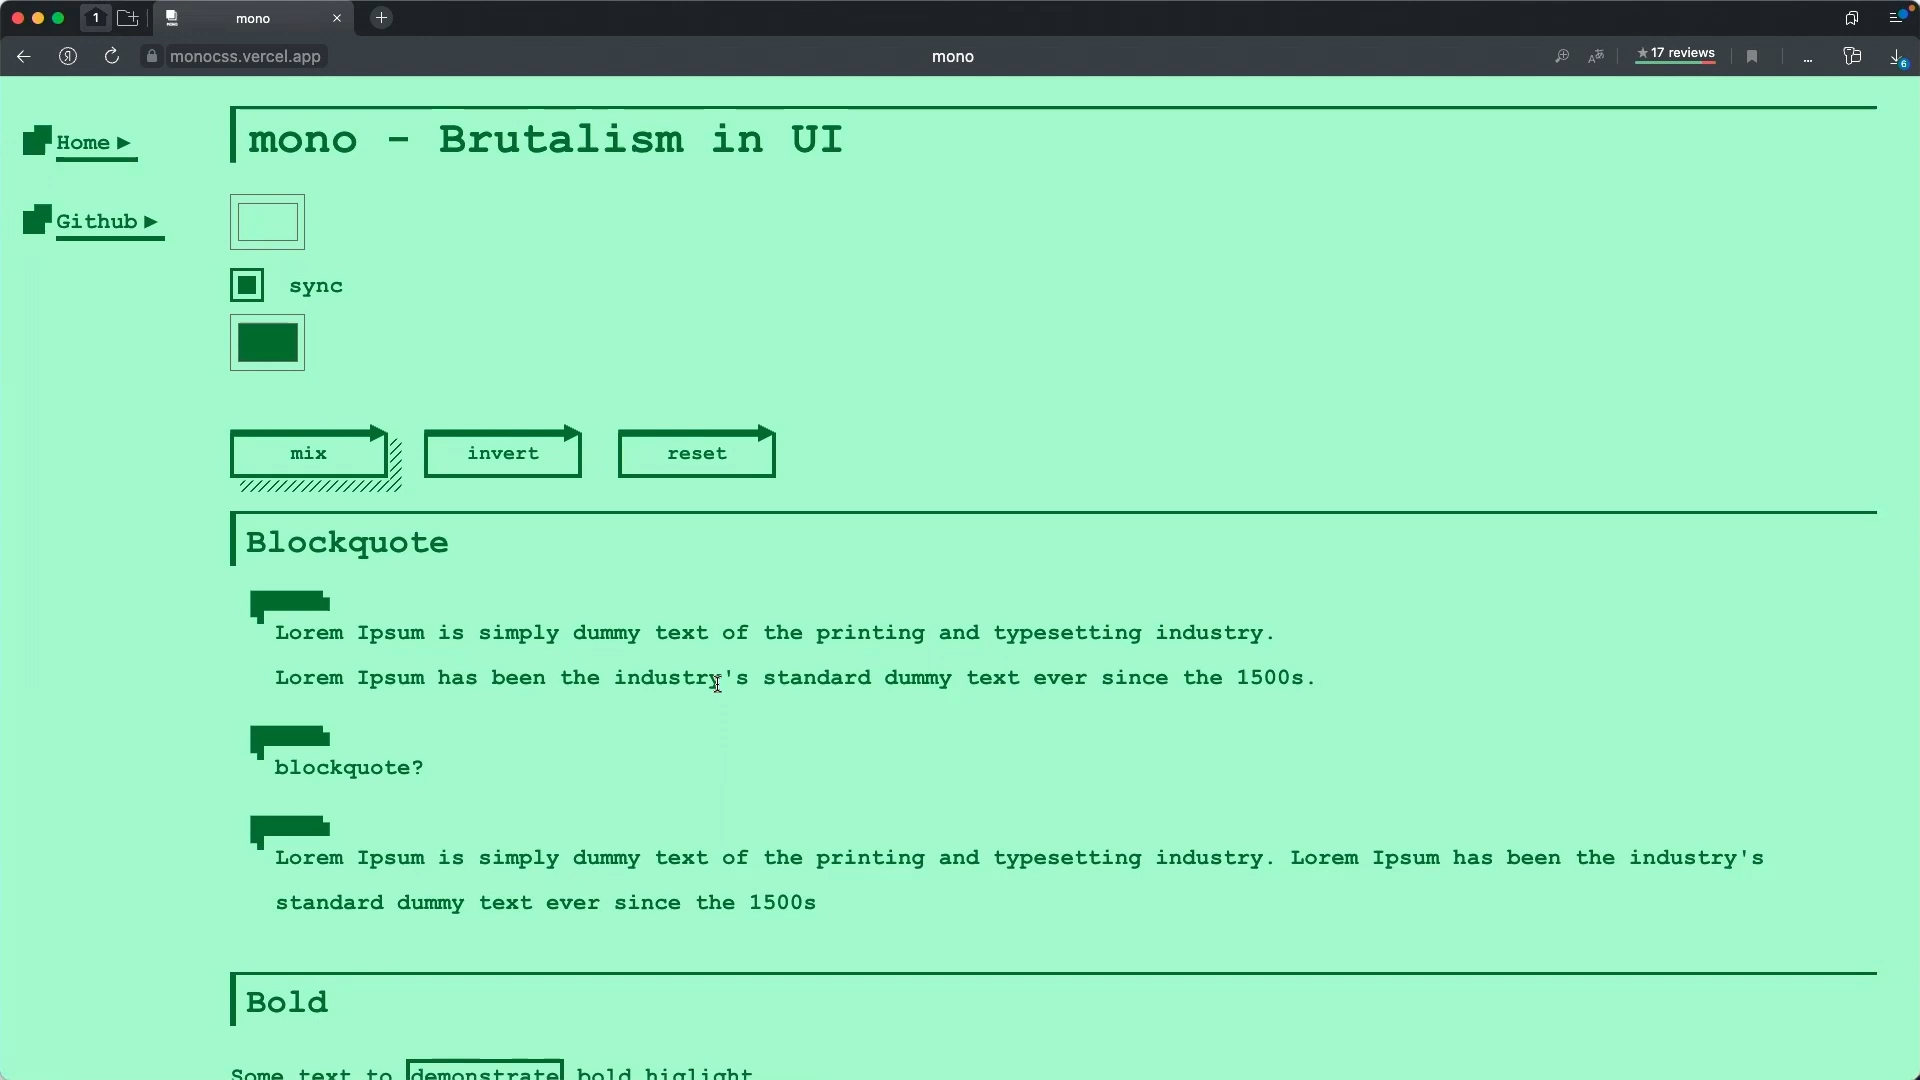 1
mono
monocss.vercel.app
mono
★17 reviews
6
Home ►
Github ►
mono - Brutalism in UI
sync
mix
invert
reset
Blockquote
Lorem Ipsum is simply dummy text of the printing and typesetting industry.
Lorem Ipsum has been the industry's standard dummy text ever since the 1500s.
blockquote?
Lorem Ipsum is simply dummy text of the printing and typesetting industry. Lorem Ipsum has been the industry's
standard dummy text ever since the 1500s
Bold
Some text to demonstrate bold higlight